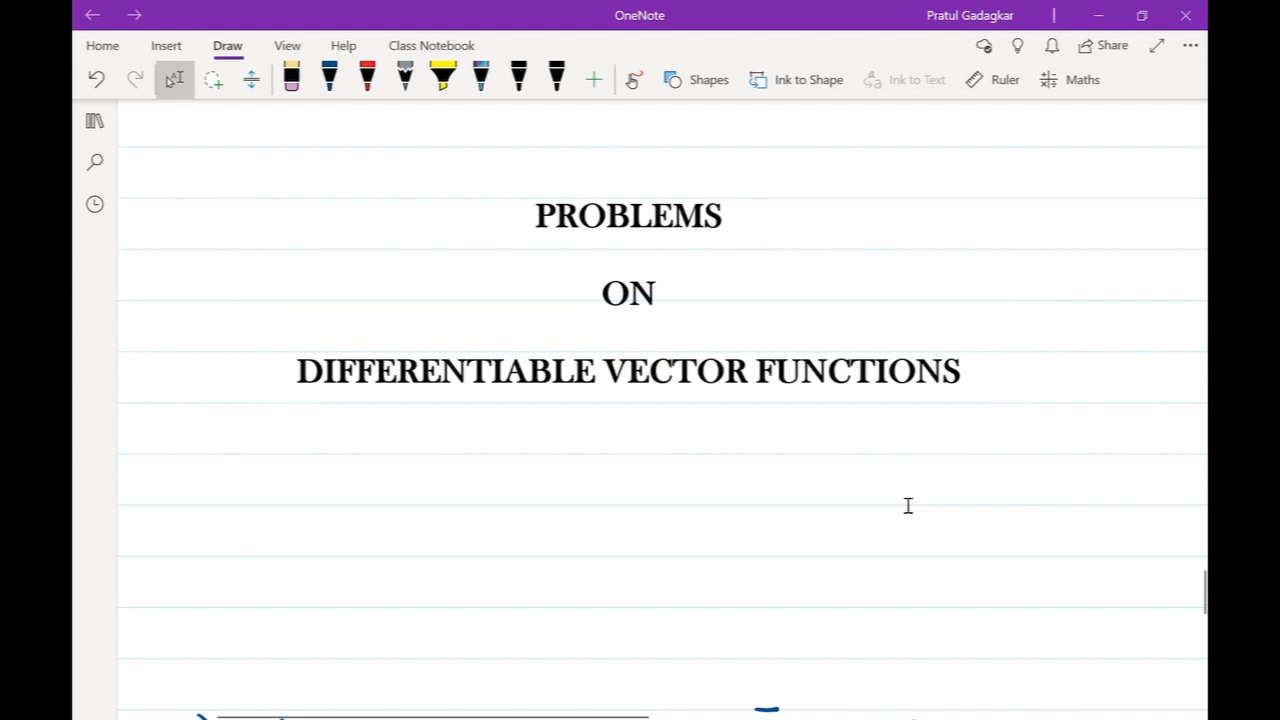 OneNote
Pratul Gadagkar
Home Insert Draw View Help Class Notebook
Share
Shapes Ink to Shape Ink to Text Ruler Maths
PROBLEMS
ON
DIFFERENTIABLE VECTOR FUNCTIONS